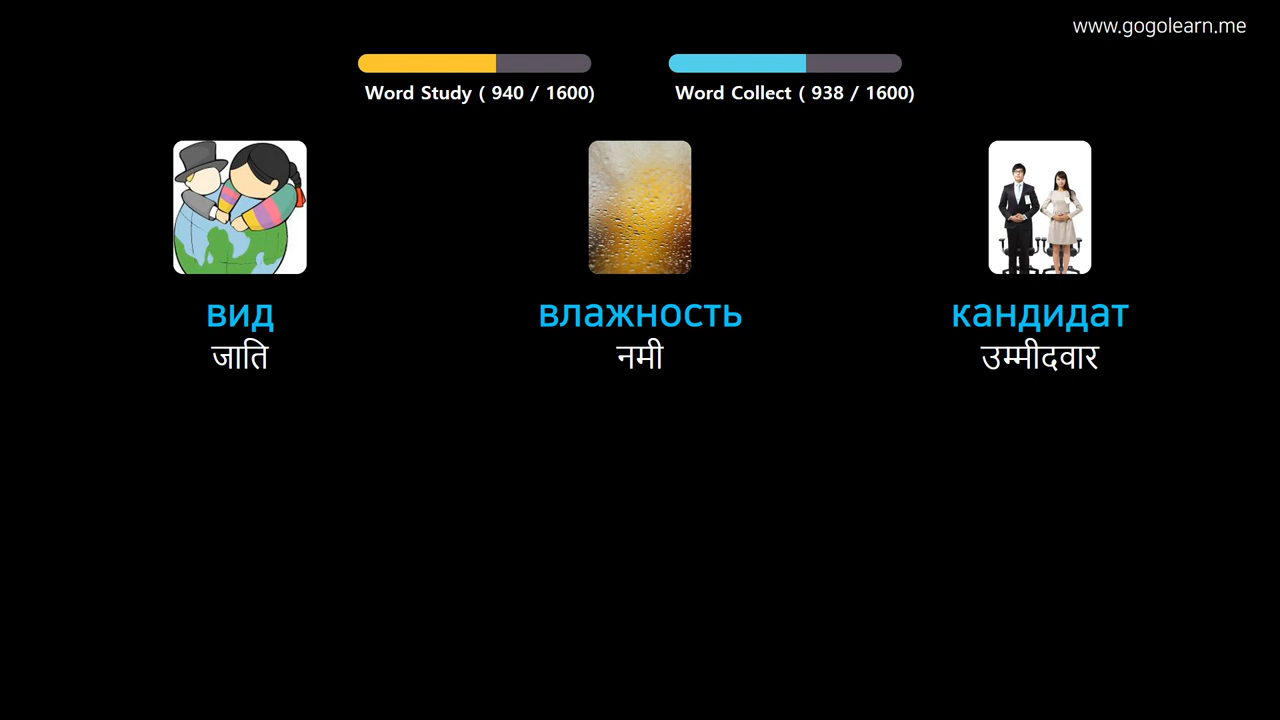 www.gogolearn.me
Word Study ( 940 / 1600)
Word Collect ( 938 / 1600)
вид
влажность
кандидат
जाति
नमी
उम्मीदवार